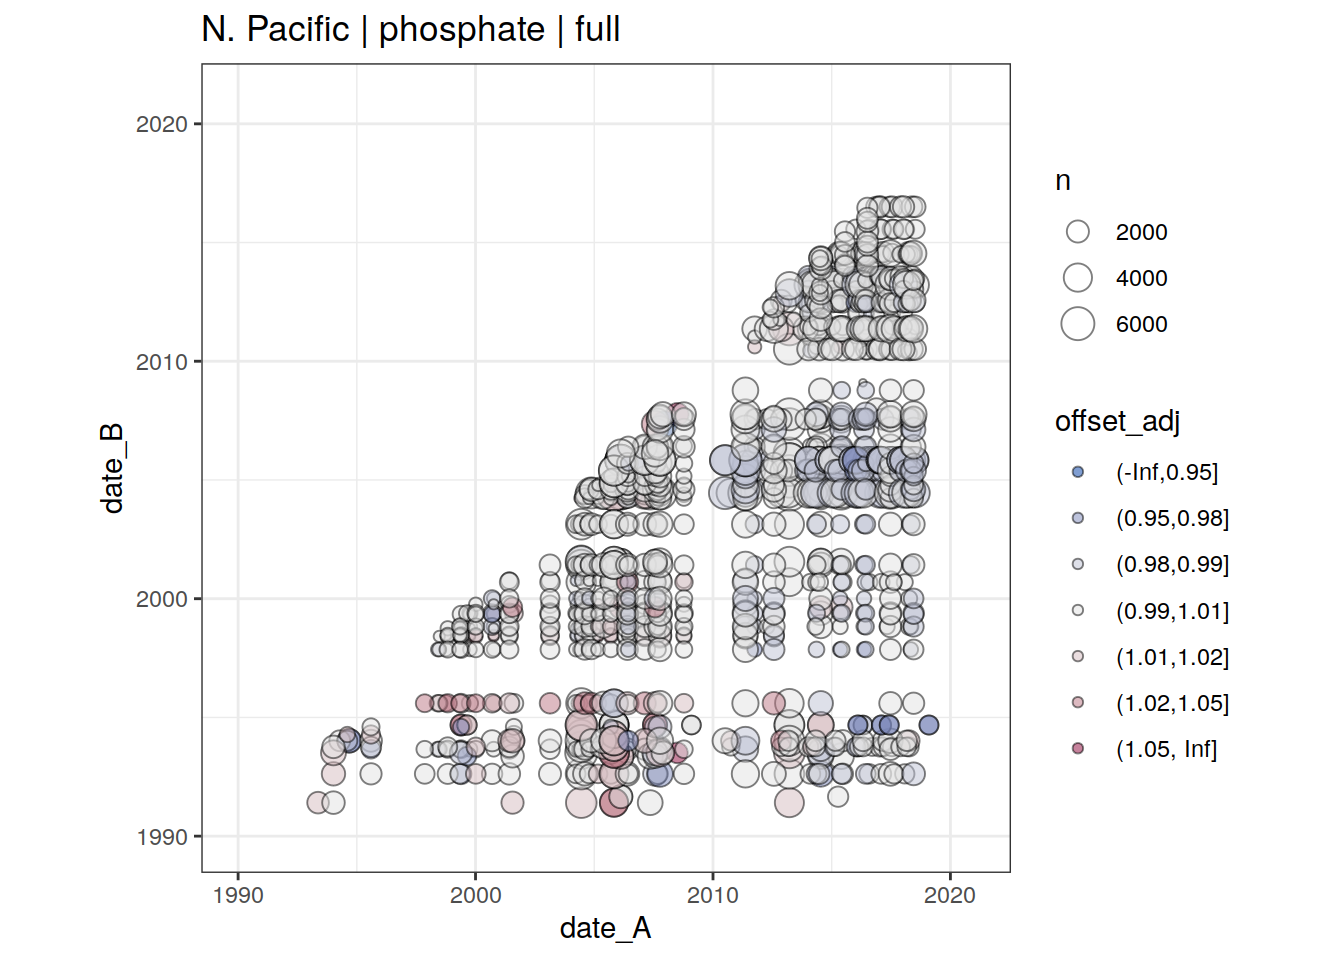 N. Pacific | phosphate | full
2020
2010
2000
1990
date_B
1990
2000
2010
2020
date_A
n
2000
4000
6000
offset_adj
(-Inf,0.95]
(0.95,0.98]
(0.98,0.99]
(0.99,1.01]
(1.01,1.02]
(1.02,1.05]
(1.05, Inf]